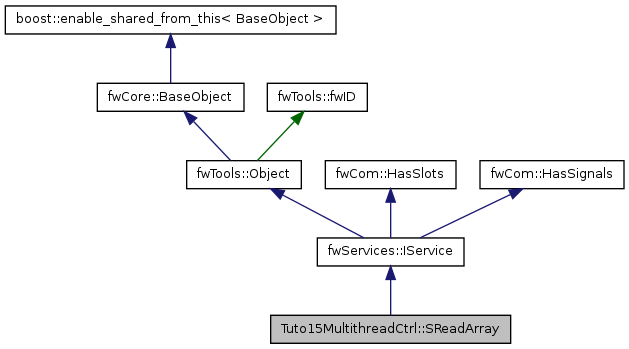 boost::enable_shared_from_this< BaseObject >
fwCore::BaseObject
fwTools::fwID
fwTools::Object
fwCom::HasSlots
fwCom::HasSignals
fwServices::IService
Tuto15MultithreadCtrl::SReadArray